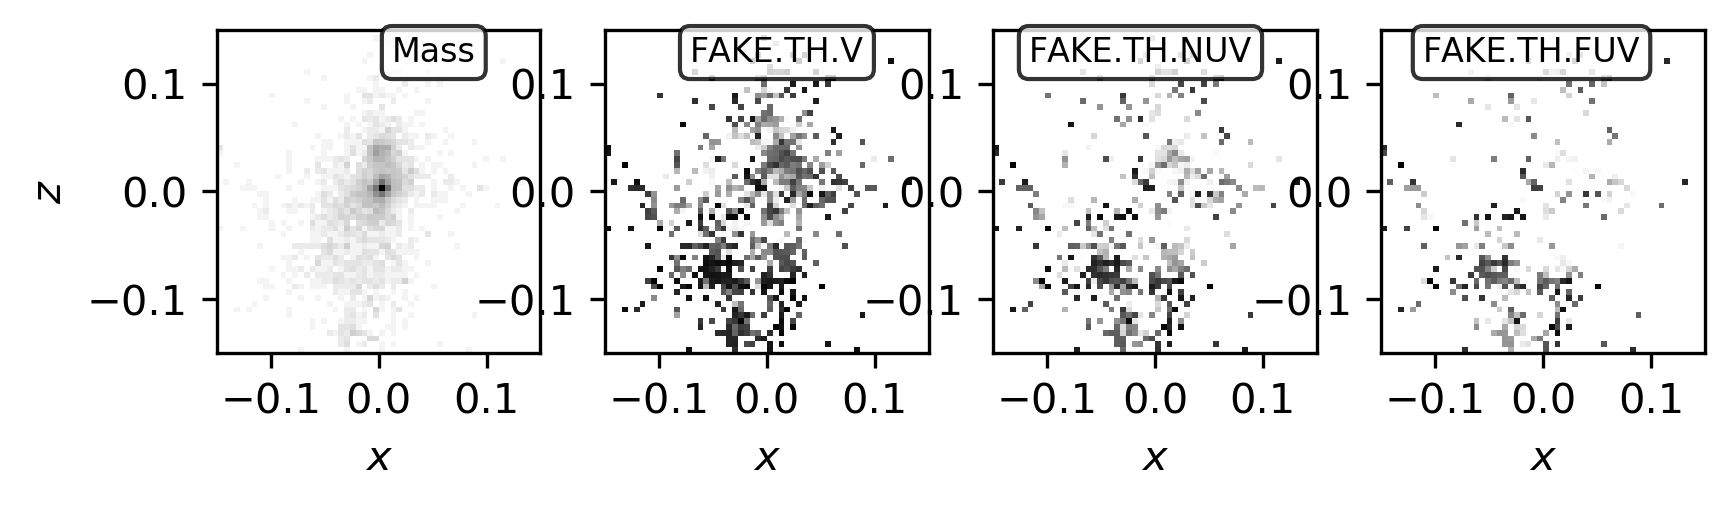 Mass FAKE.TH.V FAKE.TH.NUV FAKE.TH.FUV
0.1 0.1 0.1 0.1
z 0.0 0.0 0.0 0.0
−0.1 −0.1 −0.1 −0.1
−0.1 0.0 0.1 −0.1 0.0 0.1 −0.1 0.0 0.1 −0.1 0.0 0.1
x x x x